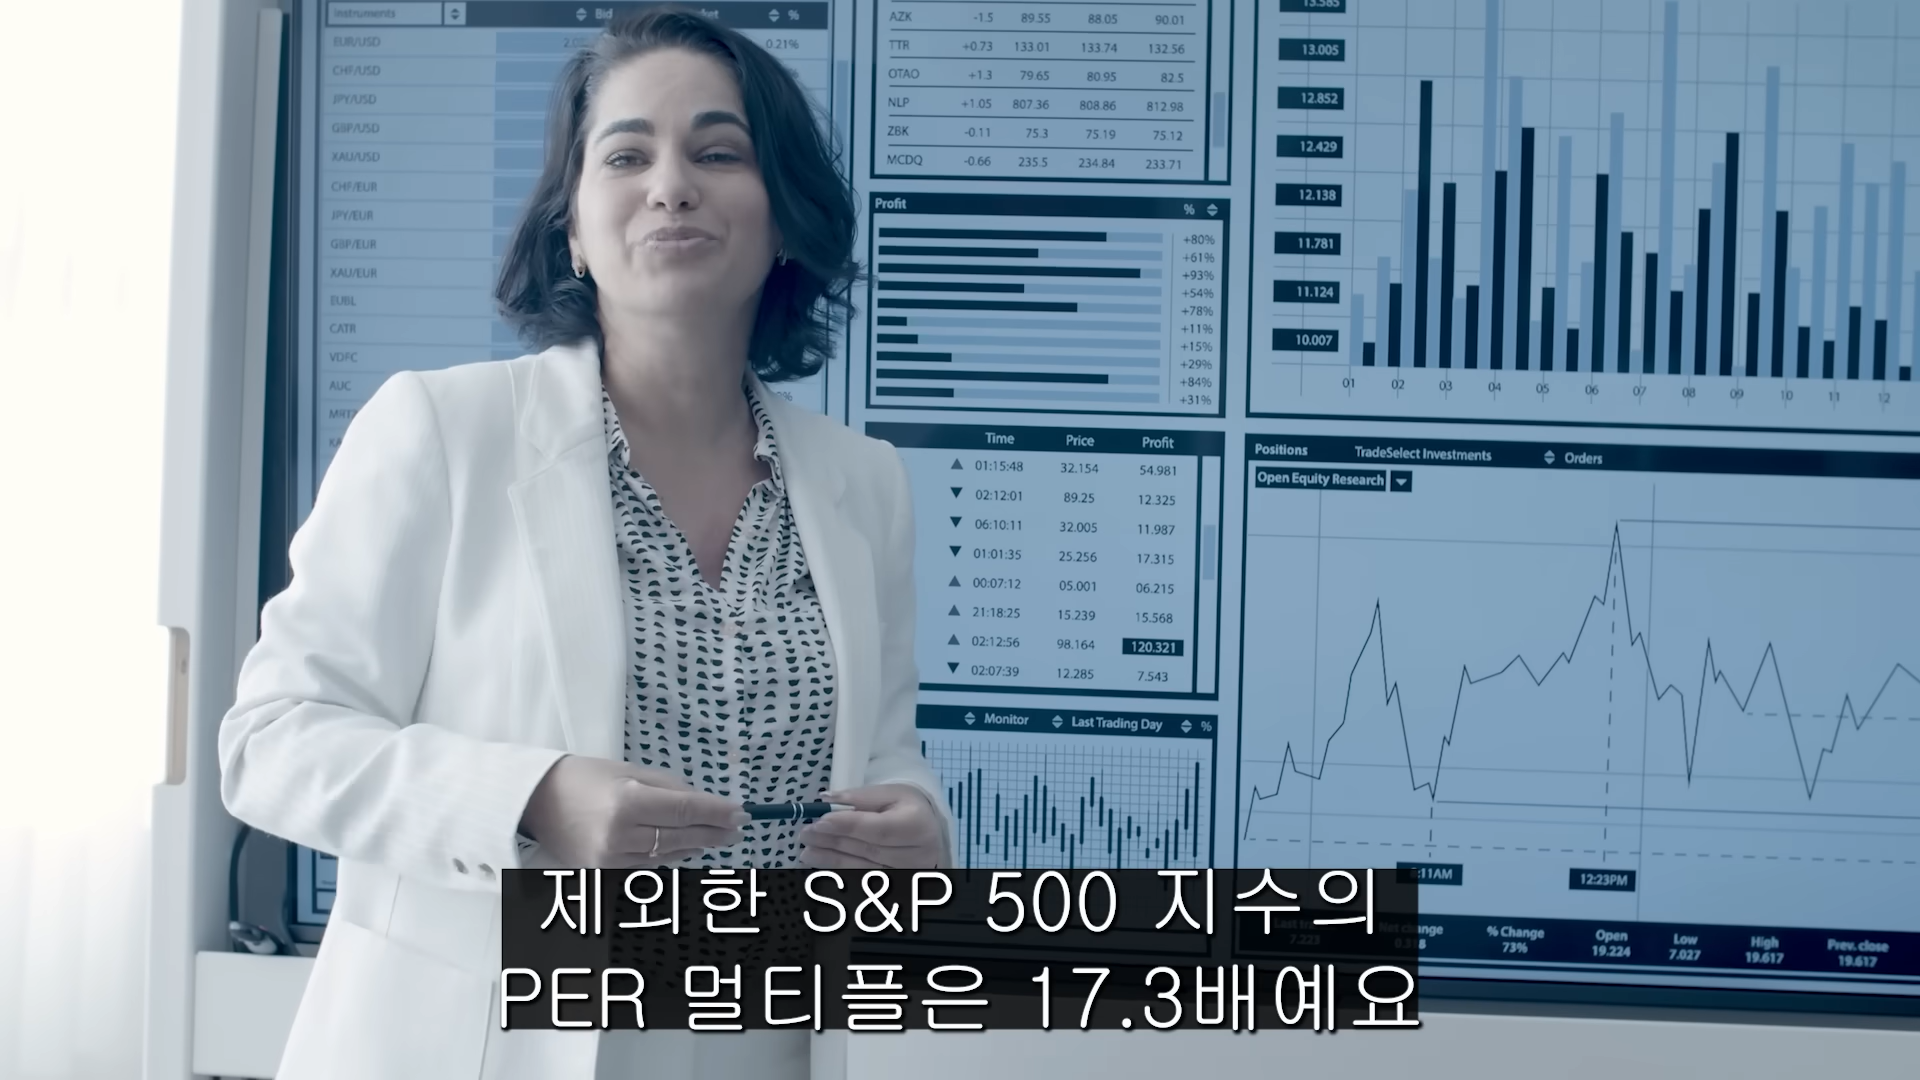 Instruments
Bid
%
EUR/USD
0.21%
CHF/USD
JPY/USD
GBP/USD
XAU/USD
CHF/EUR
JPY/EUR
GBP/EUR
XAU/EUR
EUBL
CATR
VDFC
AUC
AZK -1.5 89.55 88.05 90.01
TTR +0.73 133.01 133.74 132.56
OTAO +1.3 79.65 80.95 82.5
NLP +1.05 807.36 808.86 812.98
ZBK -0.11 75.3 75.19 75.12
MCDQ -0.66 235.5 234.84 233.71
Profit %
+80%
+61%
+93%
+54%
+78%
+11%
+15%
+29%
+84%
+31%
Time Price Profit
01:15:48 32.154 54.981
02:12:01 89.25 12.325
06:10:11 32.005 11.987
01:01:35 25.256 17.315
00:07:12 05.001 06.215
21:18:25 15.239 15.568
02:12:56 98.164 120.321
02:07:39 12.285 7.543
Monitor Last Trading Day %
13.585
13.005
12.852
12.429
12.138
11.781
11.124
10.007
01 02 03 04 05 06 07 08 09 10 11 12
Positions TradeSelect Investments Orders
Open Equity Research
12:23PM
% Change Open Low High Prev. close
73% 19.224 7.027 19.617 19.617
제외한 S&P 500 지수의
PER 멀티플은 17.3배예요